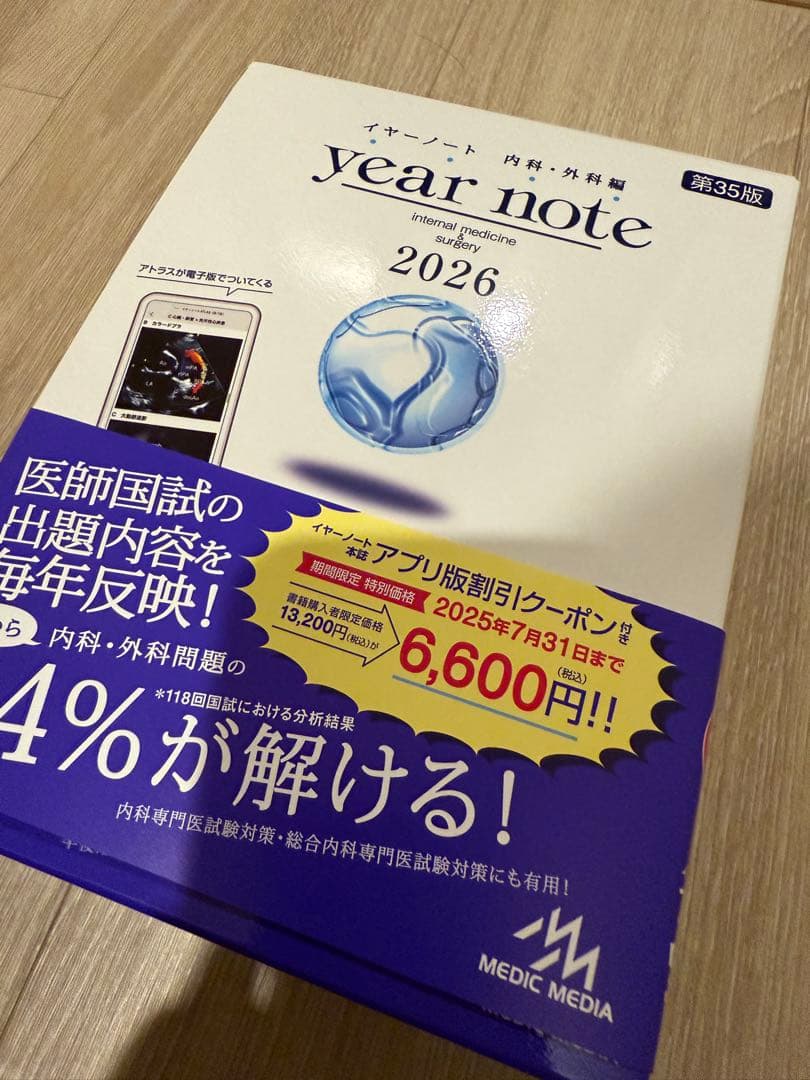 イヤーノート 内科・外科編
year note
第35版
internal medicine
&
surgery
2026
アトラスが電子版でついてくる
B カラードプラ
C 大動脈造影
医師国試の
出題内容を
毎年反映!
イヤーノート
本誌
アプリ版割引クーポン付き
期間限定 特別価格
2025年7月31日まで
書籍購入者限定価格
13,200円(税込)が
6,600円!!
(税込)
内科・外科問題の
*118回国試における分析結果
4%が解ける!
内科専門医試験対策・総合内科専門医試験対策にも有用!
MEDIC MEDIA